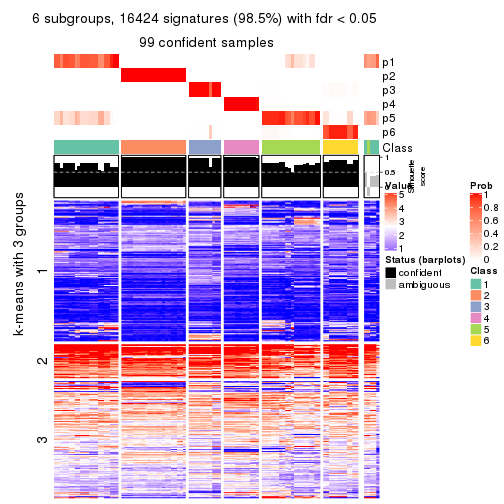 6 subgroups, 16424 signatures (98.5%) with fdr < 0.05
99 confident samples
p1
p2
p3
p4
p5
p6
Class
1
0.5
0
Silhouette
score
k-means with 3 groups
1
2
3
Value
5
4
3
2
1
Status (barplots)
confident
ambiguous
Prob
1
0.8
0.6
0.4
0.2
0
Class
1
2
3
4
5
6